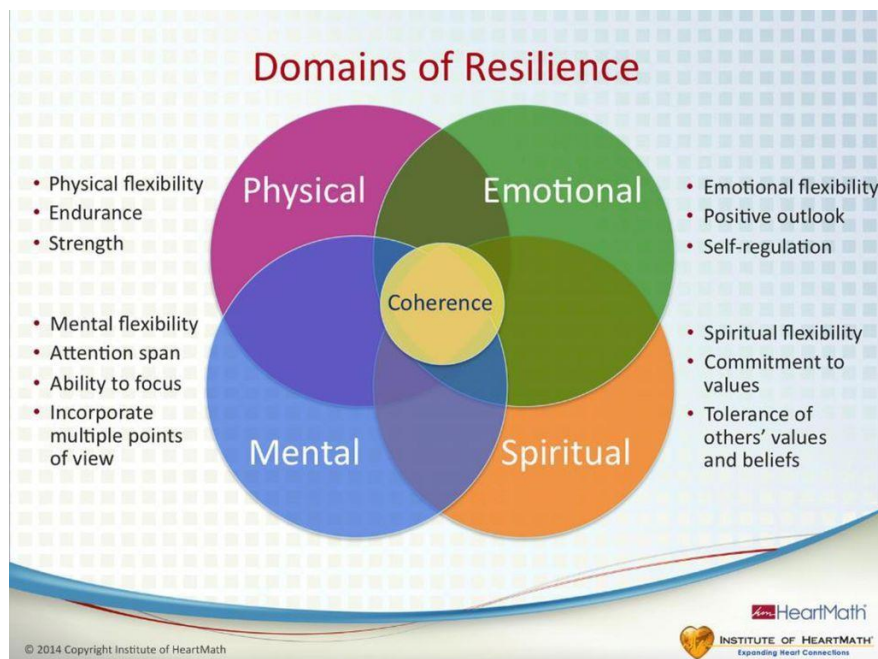 Domains of Resilience
Physical
Emotional
• Physical flexibility
• Endurance
• Strength
• Emotional flexibility
• Positive outlook
• Self-regulation
Coherence
• Mental flexibility
• Attention span
• Ability to focus
• Incorporate
multiple points
of view
• Spiritual flexibility
• Commitment to
values
• Tolerance of
others’ values
and beliefs
Mental
Spiritual
hm HeartMath®
INSTITUTE OF HEARTMATH®
Expanding Heart Connections
© 2014 Copyright Institute of HeartMath